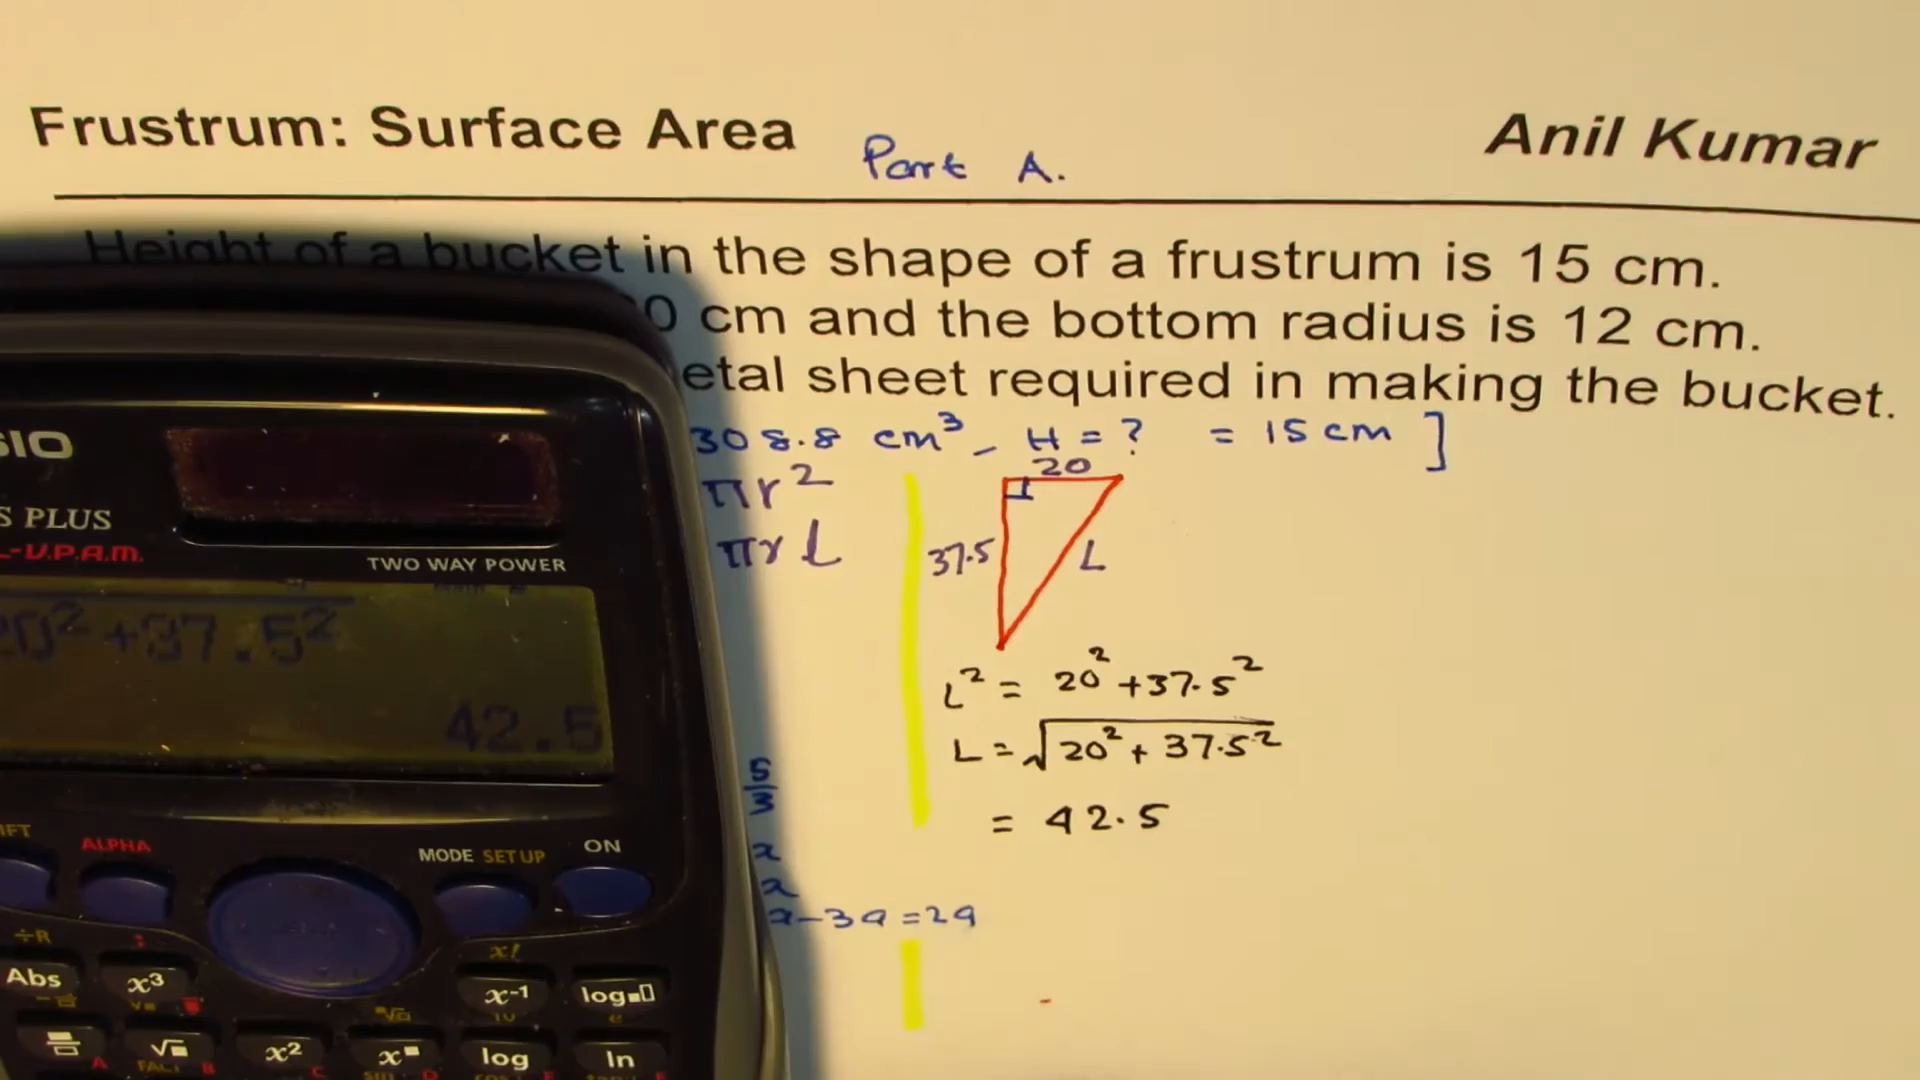 Frustrum: Surface Area
Part A.
Anil Kumar
Height of a bucket in the shape of a frustrum is 15 cm.
0 cm and the bottom radius is 12 cm.
etal sheet required in making the bucket.
308.8 cm³ - H = ? = 15 cm ]
πr²
πrl
20
37.5
L
L² = 20² + 37.5²
L = √20² + 37.5²
= 42.5
5/3
x
x
x - 39 = 29
SIO
S PLUS
L-V.P.A.M.
TWO WAY POWER
20²+37.5²
42.5
IFT
ALPHA
MODE SETUP
ON
÷R
x!
Abs
x³
x⁻¹
log
√
x²
x■
log
ln